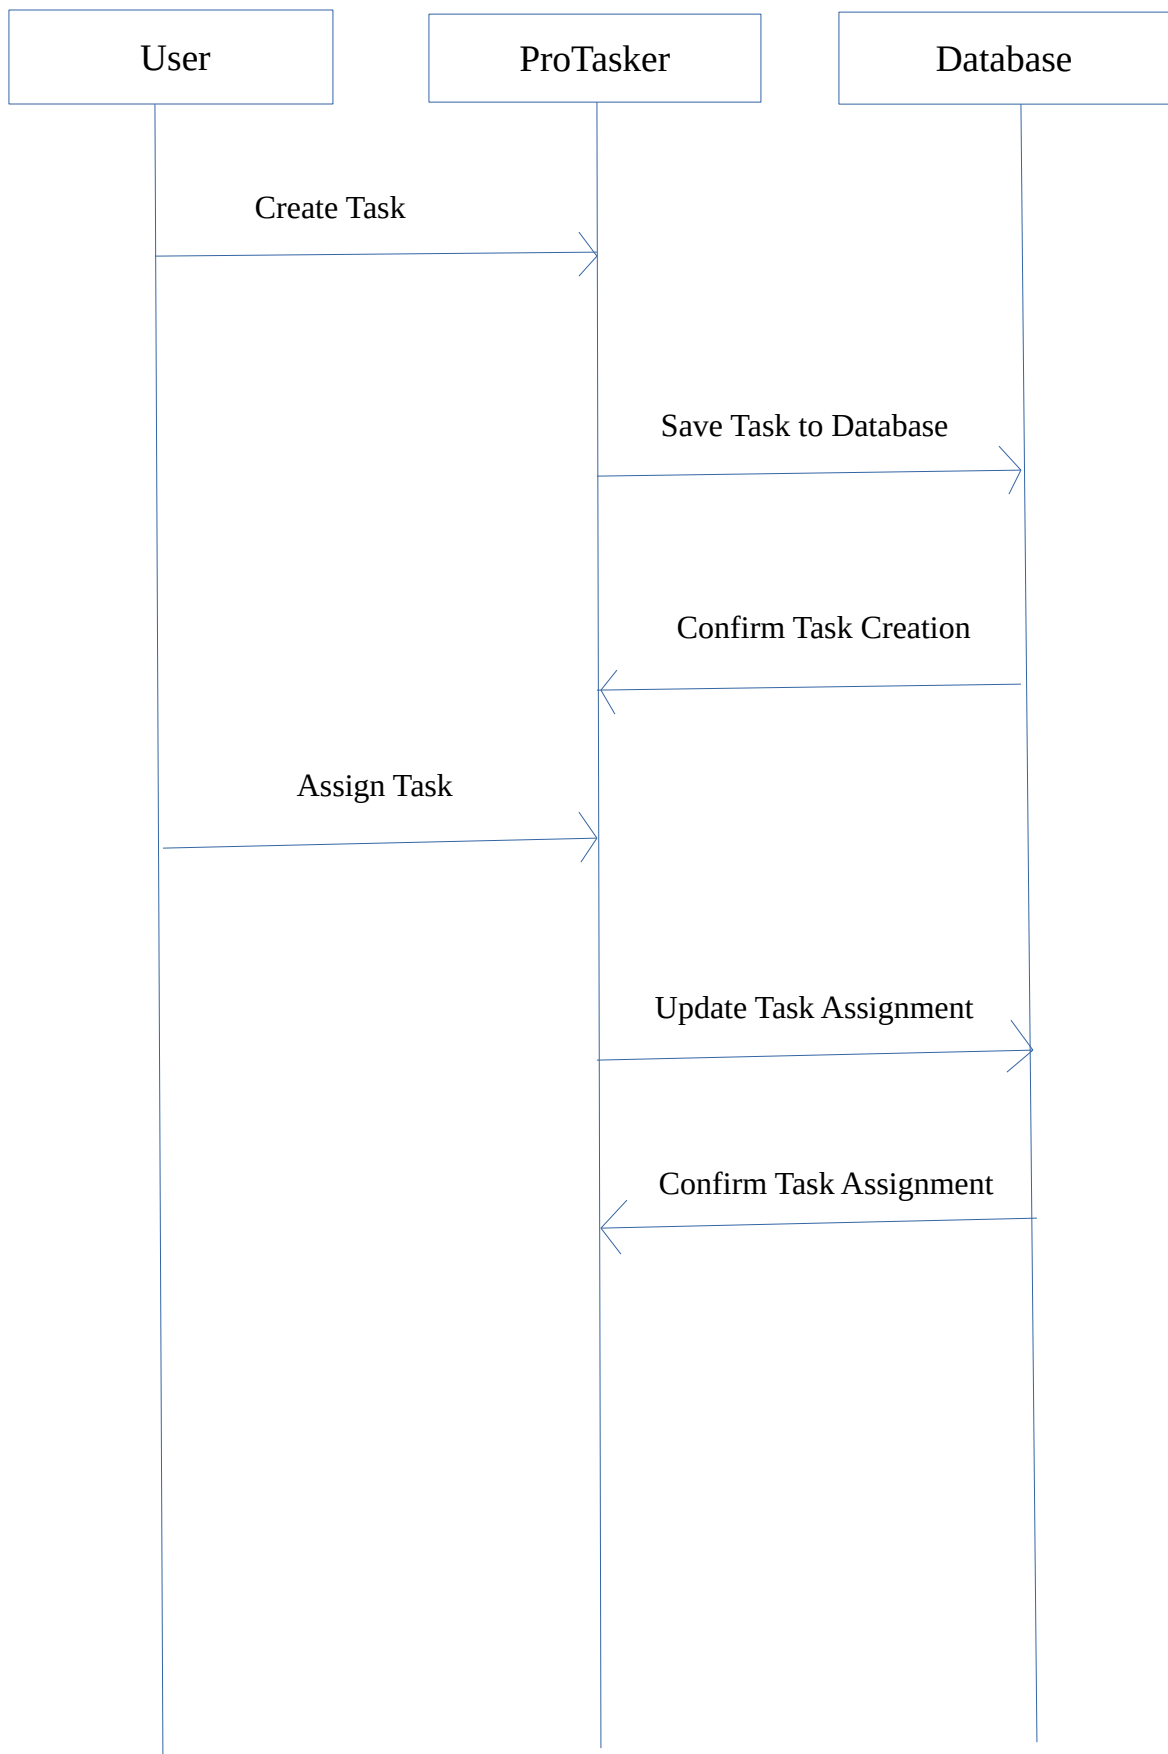 User
ProTasker
Database
Create Task
Save Task to Database
Confirm Task Creation
Assign Task
Update Task Assignment
Confirm Task Assignment